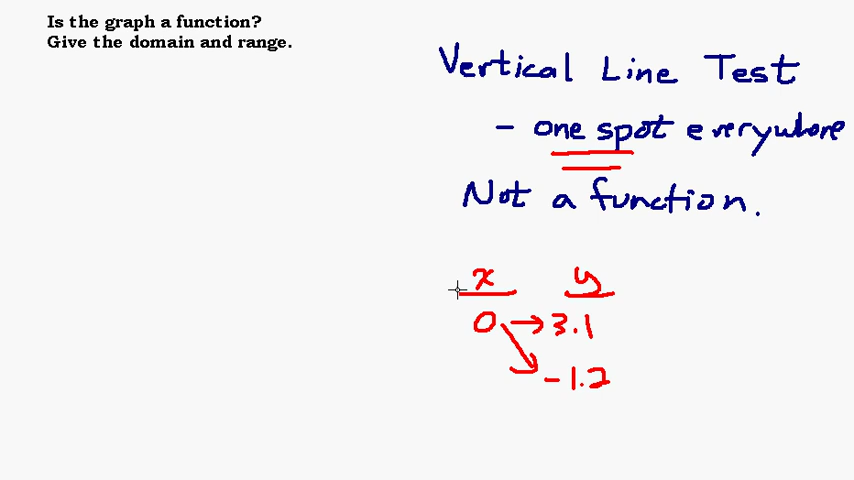 Is the graph a function?
Give the domain and range.
Vertical Line Test
- one spot everywhere
Not a function.
x y
0 → 3.1
-1.2